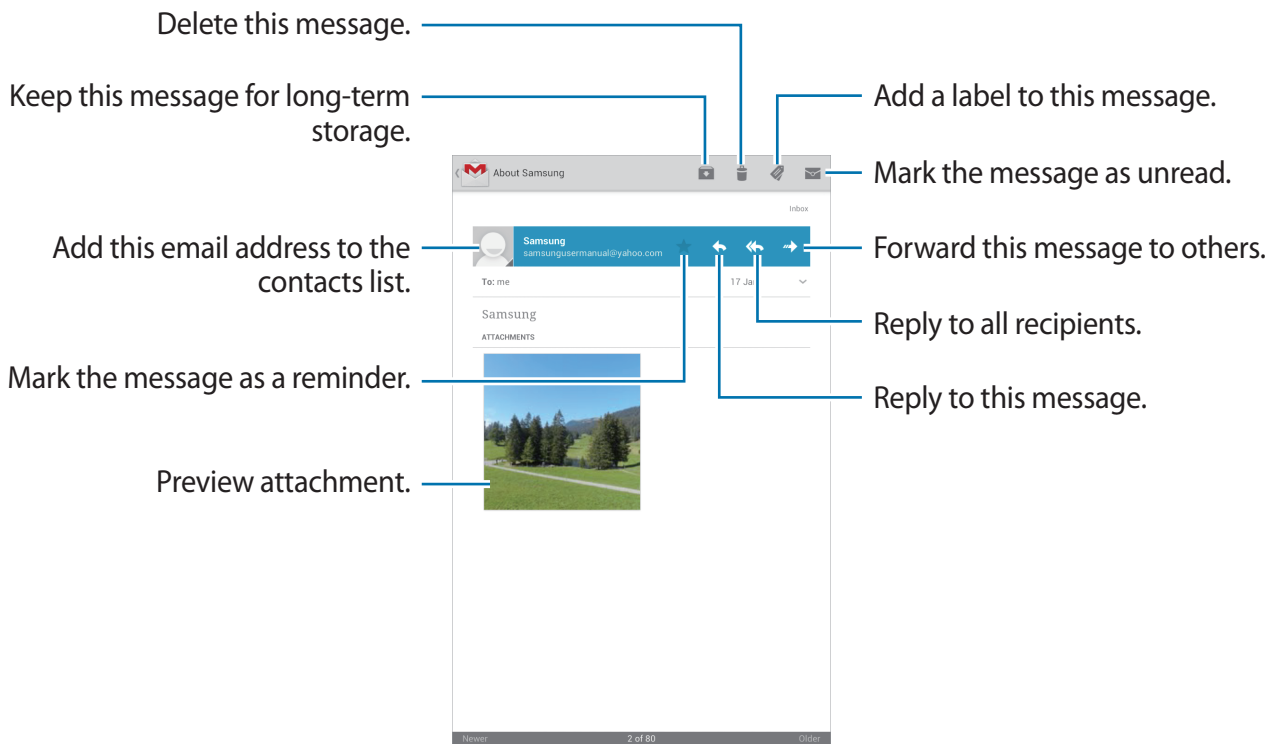 Delete this message.
Keep this message for long-term
storage.
Add a label to this message.
About Samsung
Mark the message as unread.
Inbox
Add this email address to the
contacts list.
Samsung
samsungusermanual@yahoo.com
Forward this message to others.
To: me
17 Ja
Samsung
ATTACHMENTS
Reply to all recipients.
Mark the message as a reminder.
Reply to this message.
Preview attachment.
Newer 2 of 80 Older